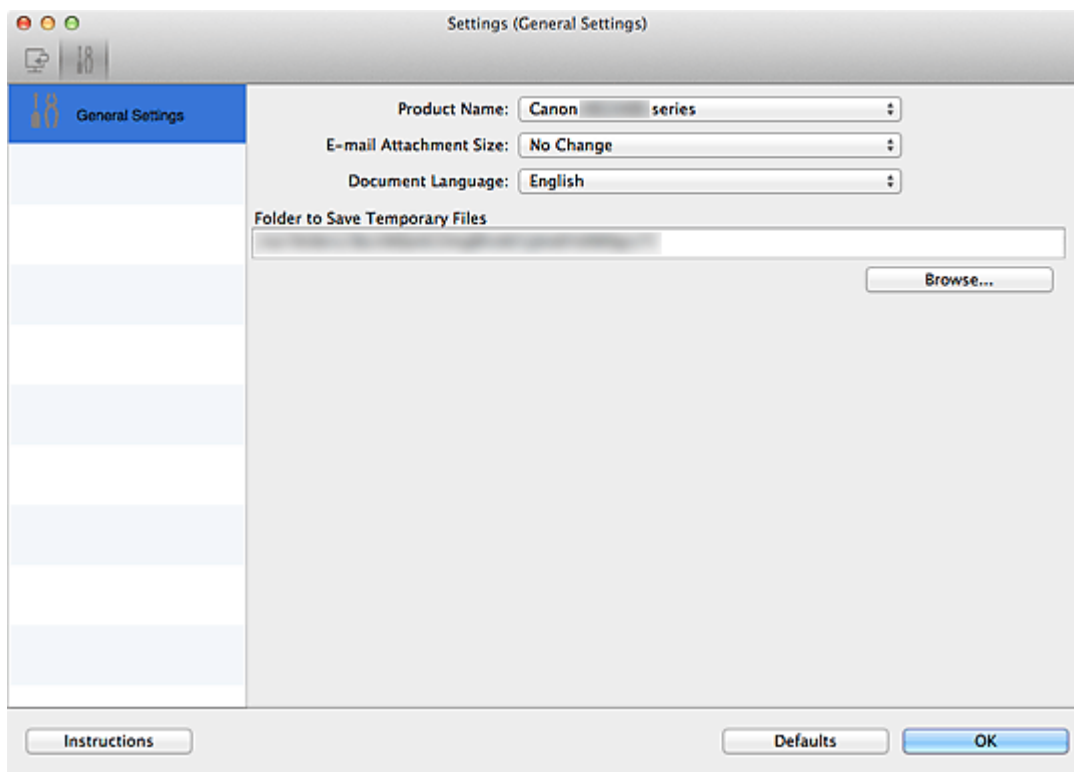 Settings (General Settings)
General Settings
Product Name: Canon series
E-mail Attachment Size: No Change
Document Language: English
Folder to Save Temporary Files
Browse...
Instructions
Defaults
OK